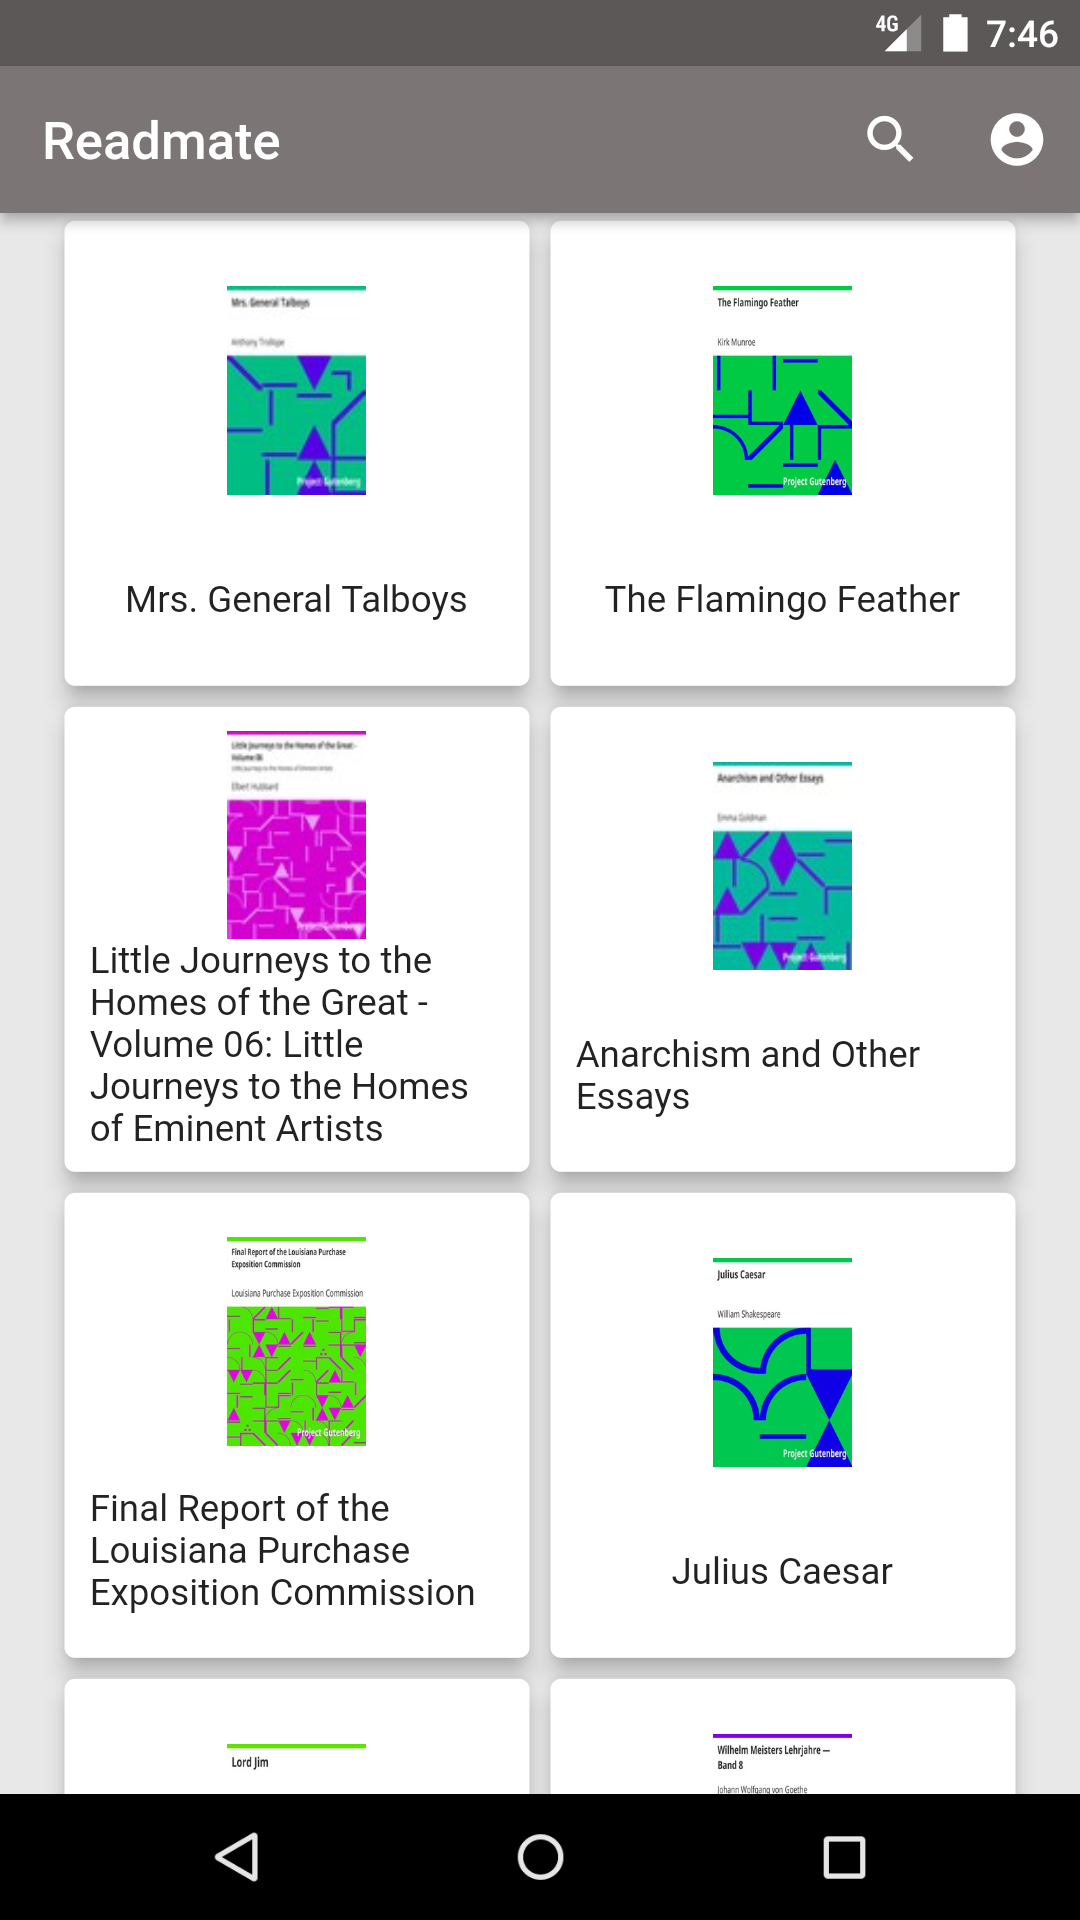 4G 7:46
Readmate
Mrs. General Talboys
Anthony Trollope
Project Gutenberg
Mrs. General Talboys
The Flamingo Feather
Kirk Munroe
Project Gutenberg
The Flamingo Feather
Little Journeys to the Homes of the Great -
Volume 06
Little Journeys to the Homes of Eminent Artists
Elbert Hubbard
Project Gutenberg
Little Journeys to the
Homes of the Great -
Volume 06: Little
Journeys to the Homes
of Eminent Artists
Anarchism and Other Essays
Emma Goldman
Project Gutenberg
Anarchism and Other
Essays
Final Report of the Louisiana Purchase
Exposition Commission
Louisiana Purchase Exposition Commission
Project Gutenberg
Final Report of the
Louisiana Purchase
Exposition Commission
Julius Caesar
William Shakespeare
Project Gutenberg
Julius Caesar
Lord Jim
Wilhelm Meisters Lehrjahre —
Band 8
Johann Wolfgang von Goethe